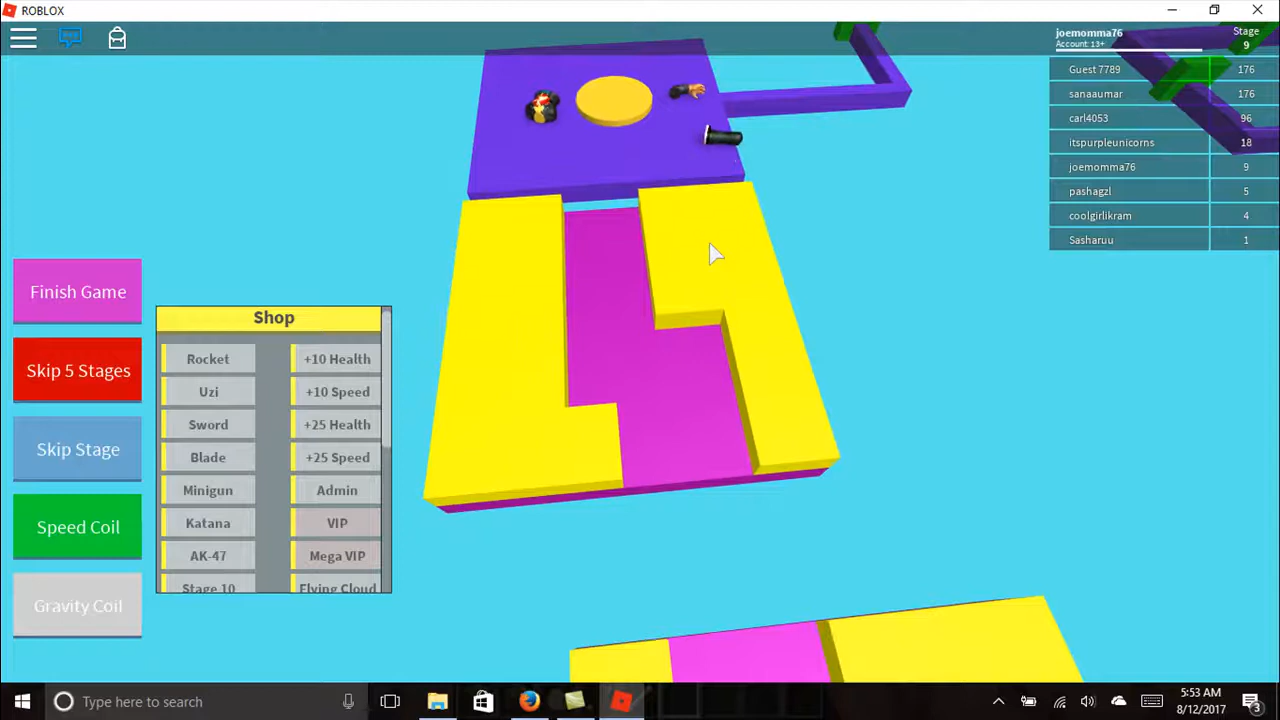 ROBLOX
joemomma76
Account: 13+
Stage
9
Guest 7789 176
sanaaumar 176
carl4053 96
itspurpleunicorns 18
joemomma76 9
pashagzl 5
coolgirlikram 4
Sasharuu 1
Finish Game
Skip 5 Stages
Skip Stage
Speed Coil
Gravity Coil
Shop
Rocket +10 Health
Uzi +10 Speed
Sword +25 Health
Blade +25 Speed
Minigun Admin
Katana VIP
AK-47 Mega VIP
Stage 10 Flying Cloud
Type here to search
5:53 AM
8/12/2017
3